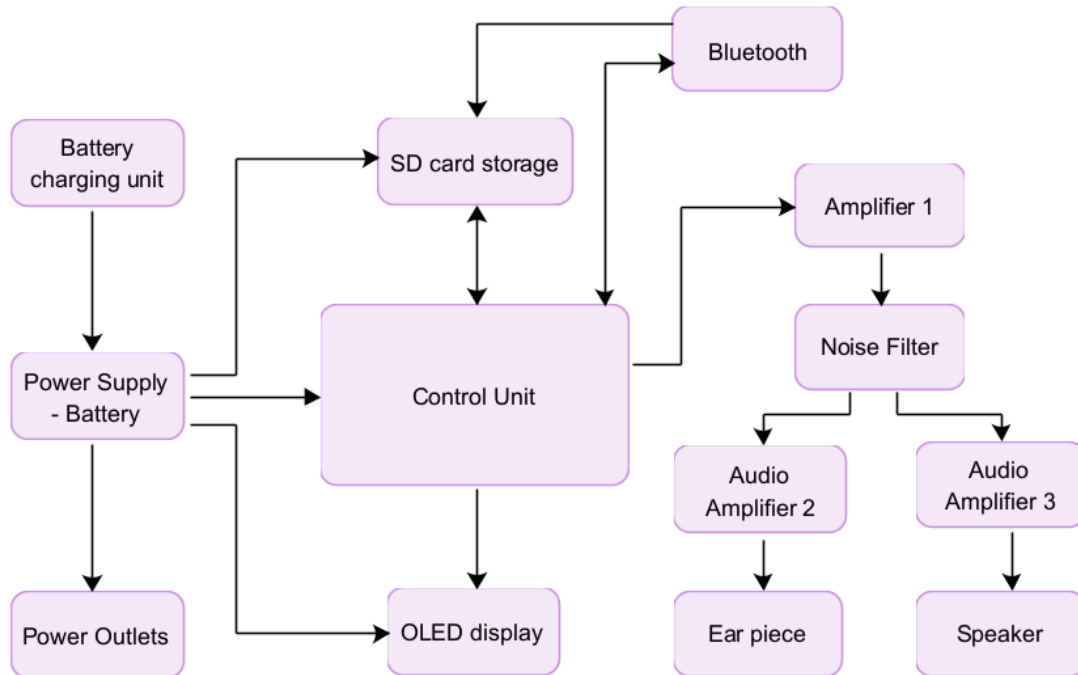 Bluetooth
Battery
charging unit
SD card storage
Amplifier 1
Noise Filter
Power Supply
- Battery
Control Unit
Audio
Amplifier 2
Audio
Amplifier 3
Power Outlets
OLED display
Ear piece
Speaker